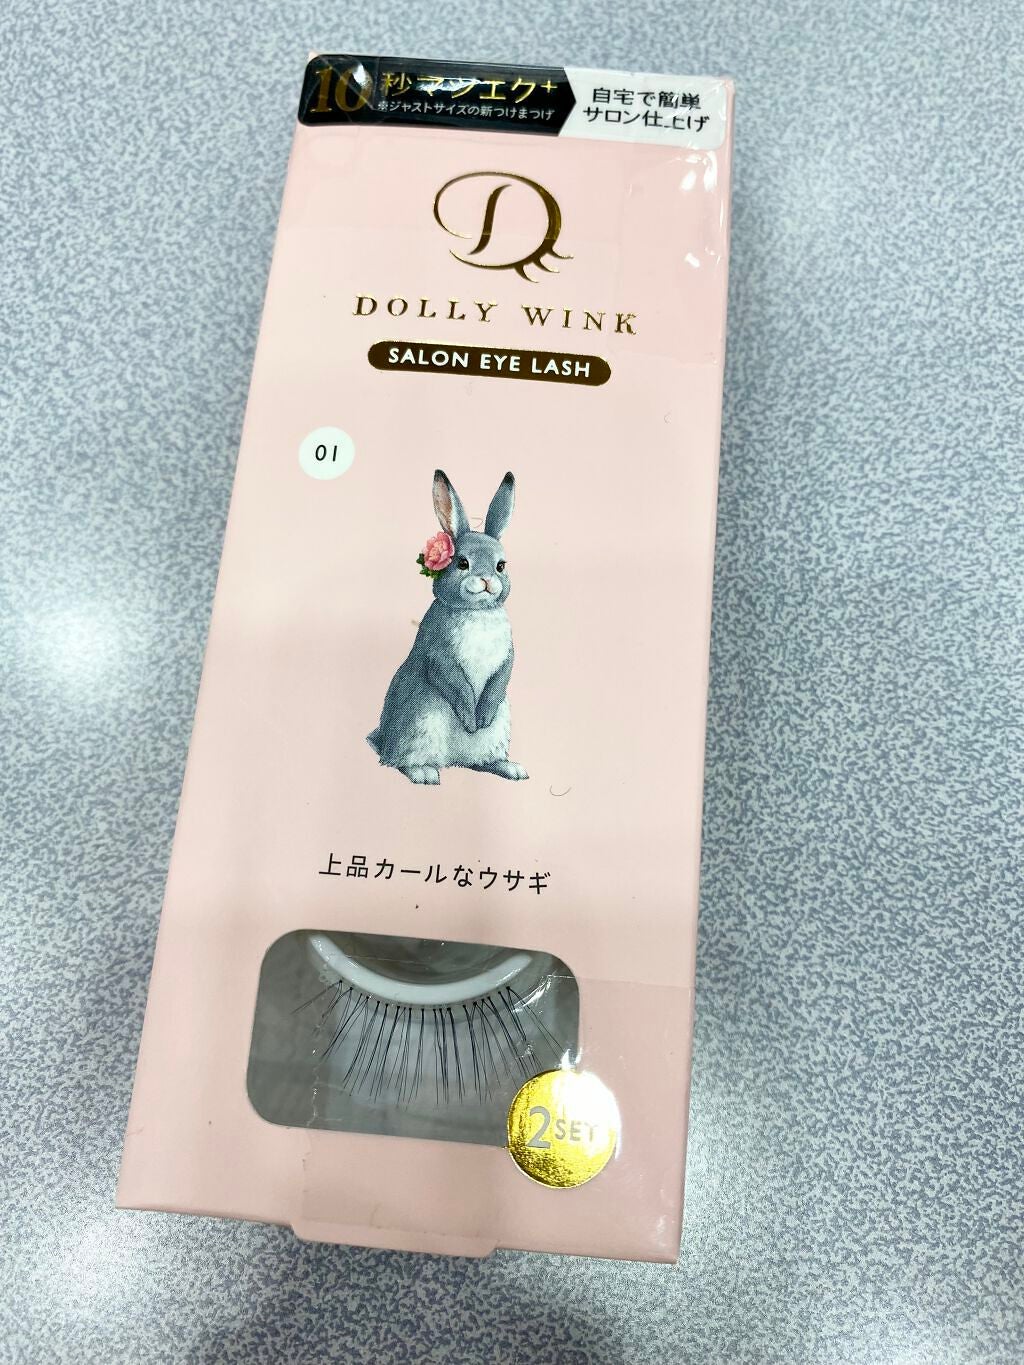 10秒マツエク+
※ジャストサイズの新つけまつげ
自宅で簡単
サロン仕上げ
DOLLY WINK
SALON EYE LASH
01
上品カールなウサギ
2SET